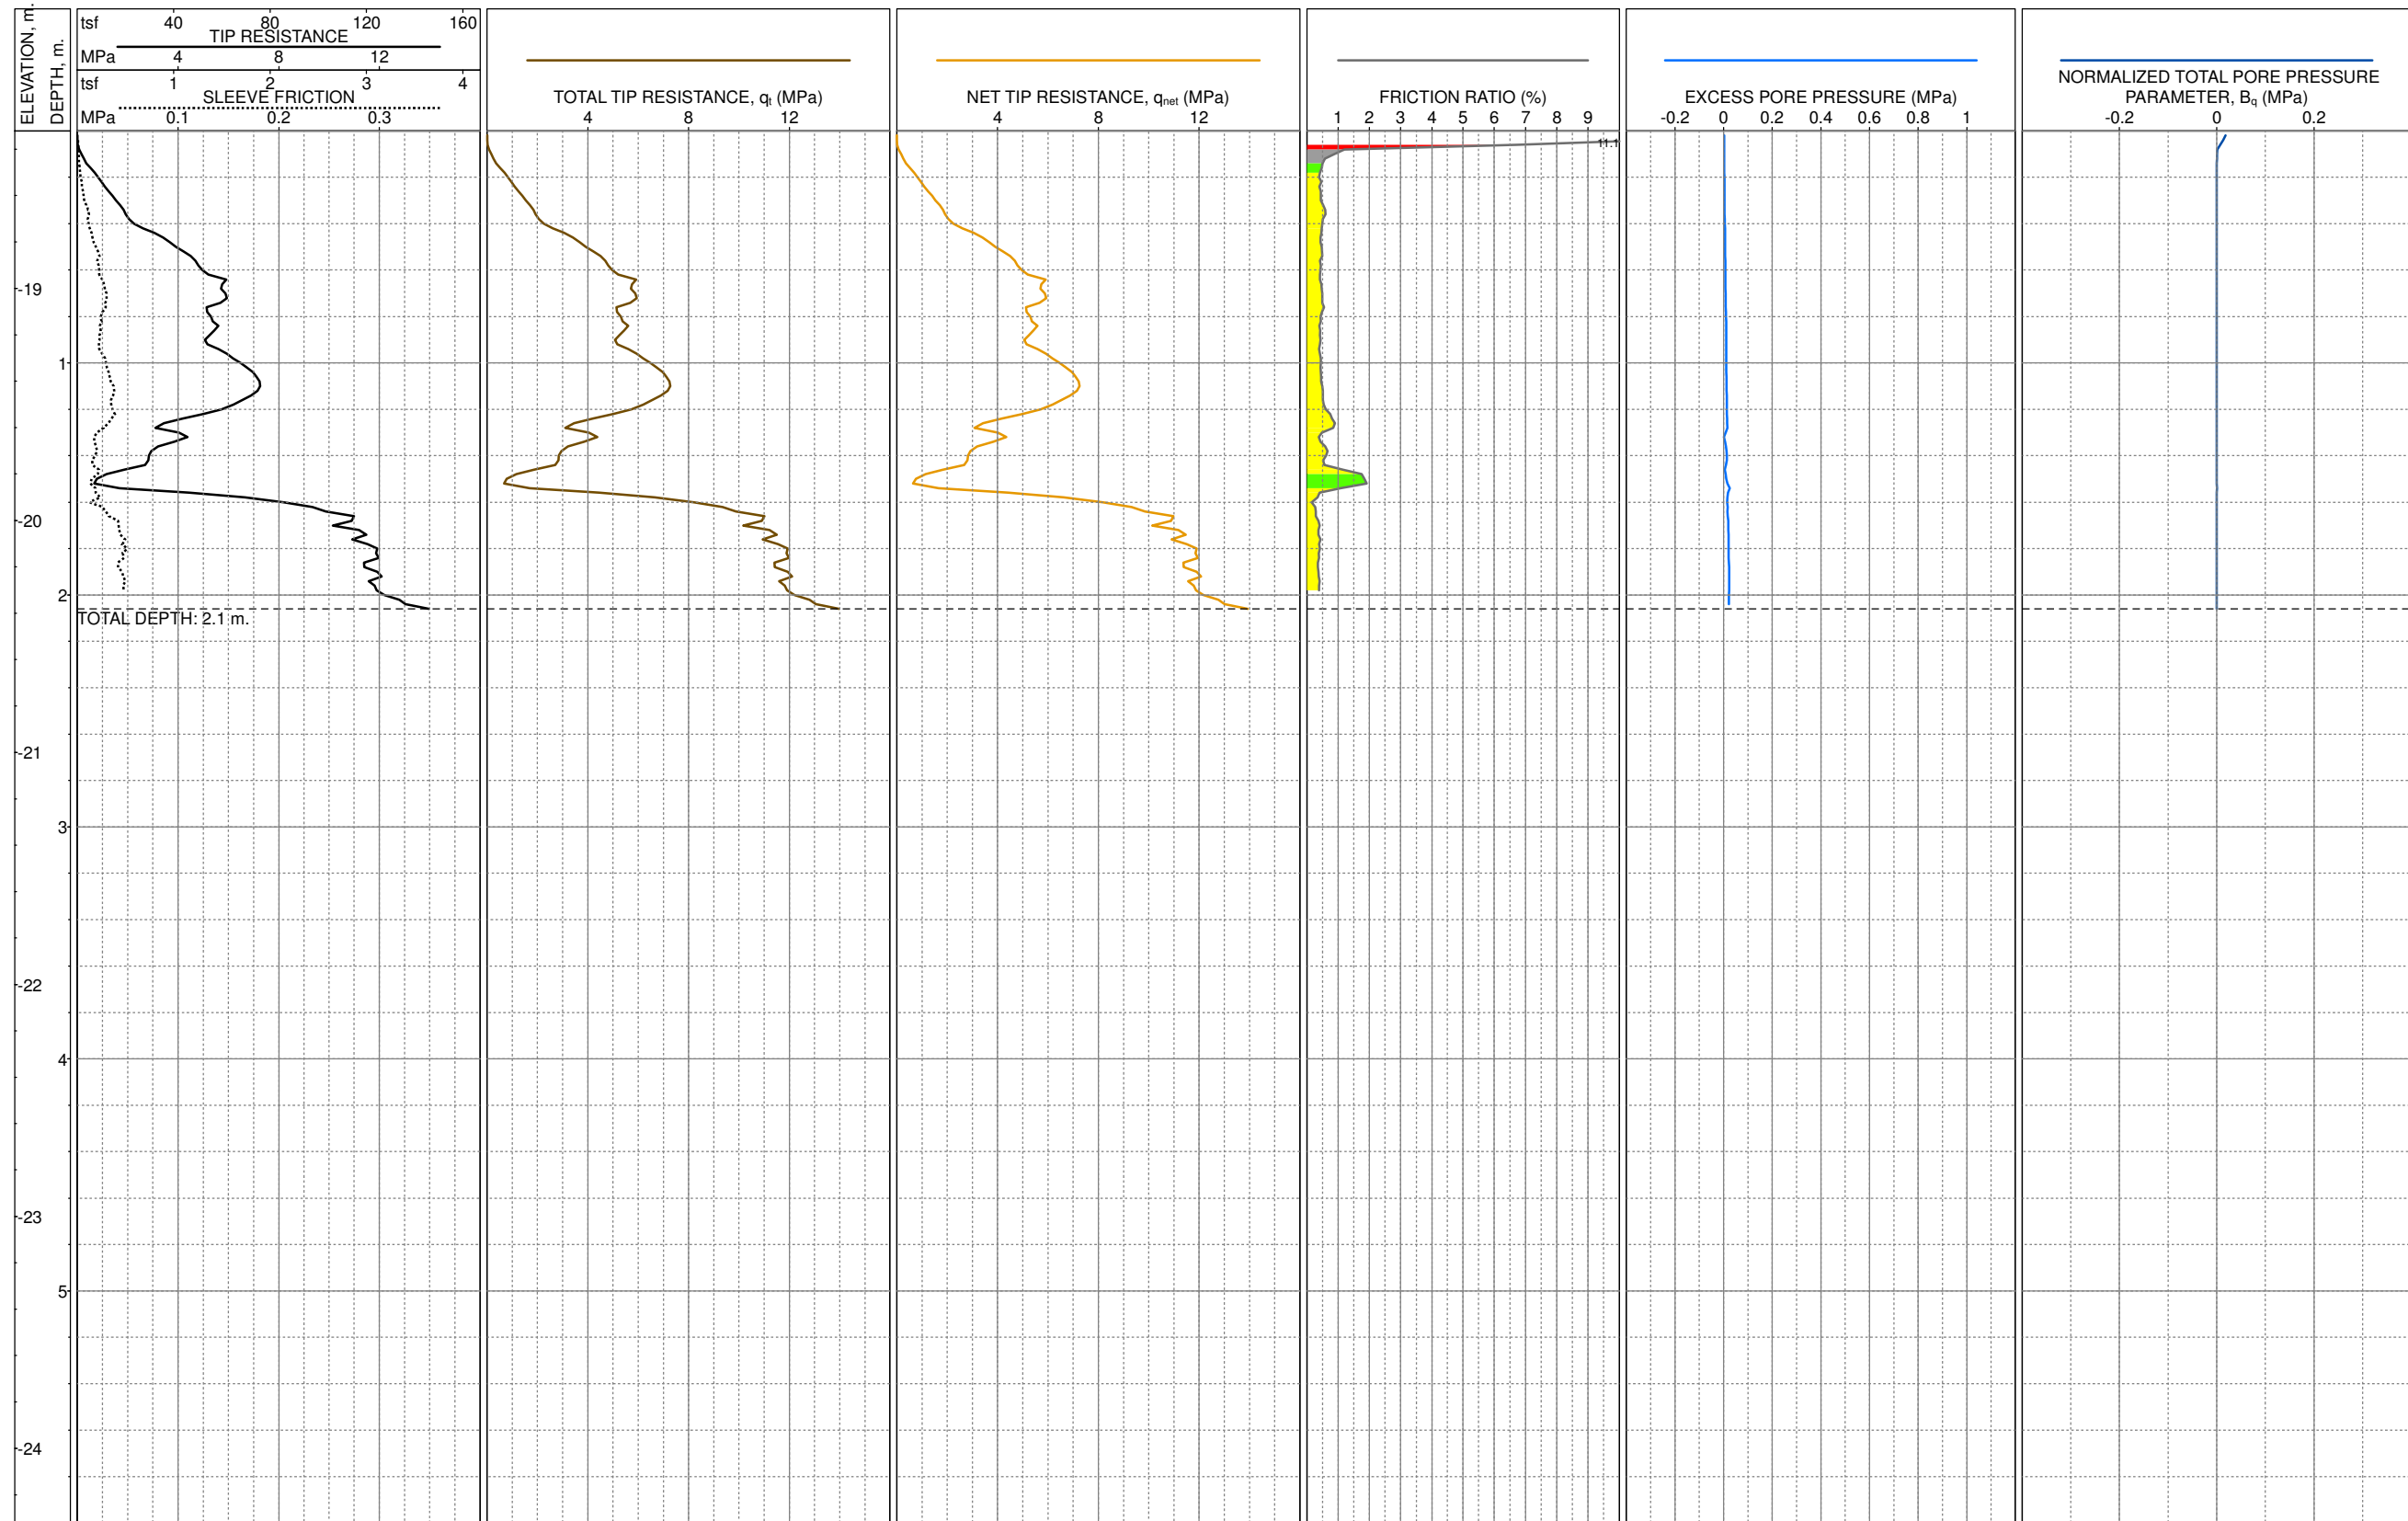 ELEVATION, m.
DEPTH, m.
tsf 40 80 120 160
TIP RESISTANCE
MPa 4 8 12
tsf 1 2 3 4
SLEEVE FRICTION
MPa 0.1 0.2 0.3
TOTAL TIP RESISTANCE, qt (MPa)
4 8 12
NET TIP RESISTANCE, qnet (MPa)
4 8 12
FRICTION RATIO (%)
1 2 3 4 5 6 7 8 9
11.1
EXCESS PORE PRESSURE (MPa)
-0.2 0 0.2 0.4 0.6 0.8 1
NORMALIZED TOTAL PORE PRESSURE
PARAMETER, Bq (MPa)
-0.2 0 0.2
-19
1
-20
2
TOTAL DEPTH: 2.1 m.
-21
3
-22
4
-23
5
-24